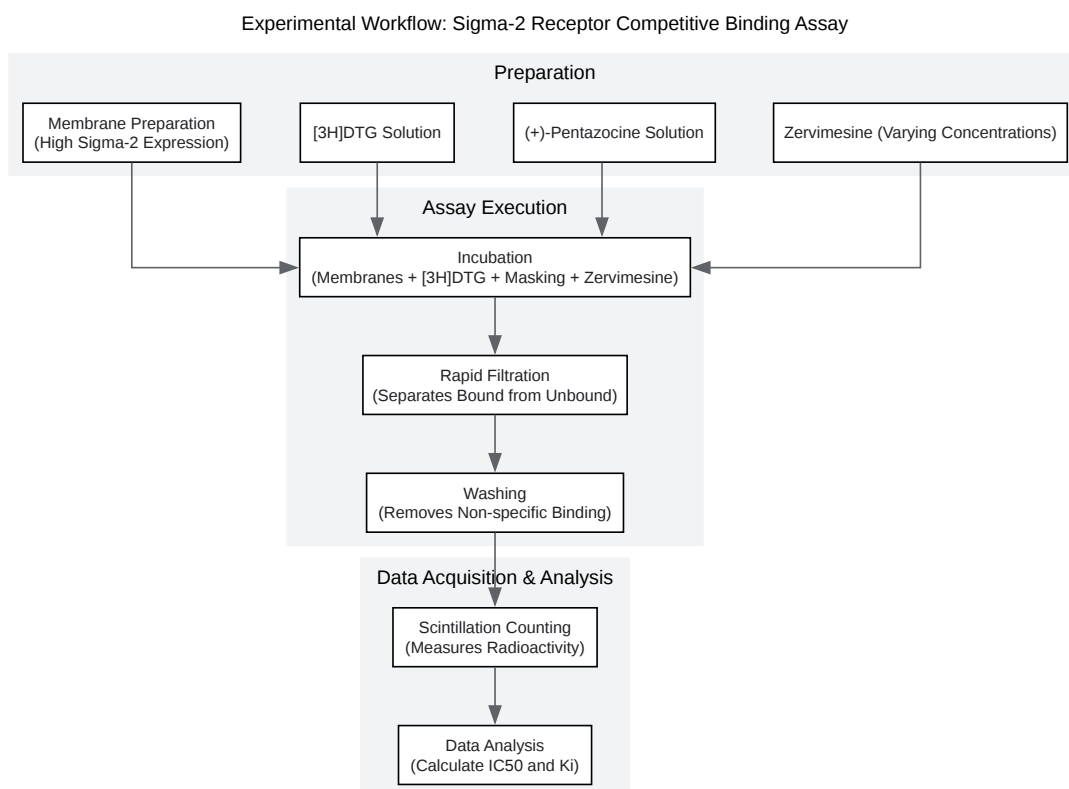 Experimental Workflow: Sigma-2 Receptor Competitive Binding Assay
Preparation
Membrane Preparation
(High Sigma-2 Expression)
[3H]DTG Solution
(+)-Pentazocine Solution
Zervimesine (Varying Concentrations)
Assay Execution
Incubation
(Membranes + [3H]DTG + Masking + Zervimesine)
Rapid Filtration
(Separates Bound from Unbound)
Washing
(Removes Non-specific Binding)
Data Acquisition & Analysis
Scintillation Counting
(Measures Radioactivity)
Data Analysis
(Calculate IC50 and Ki)